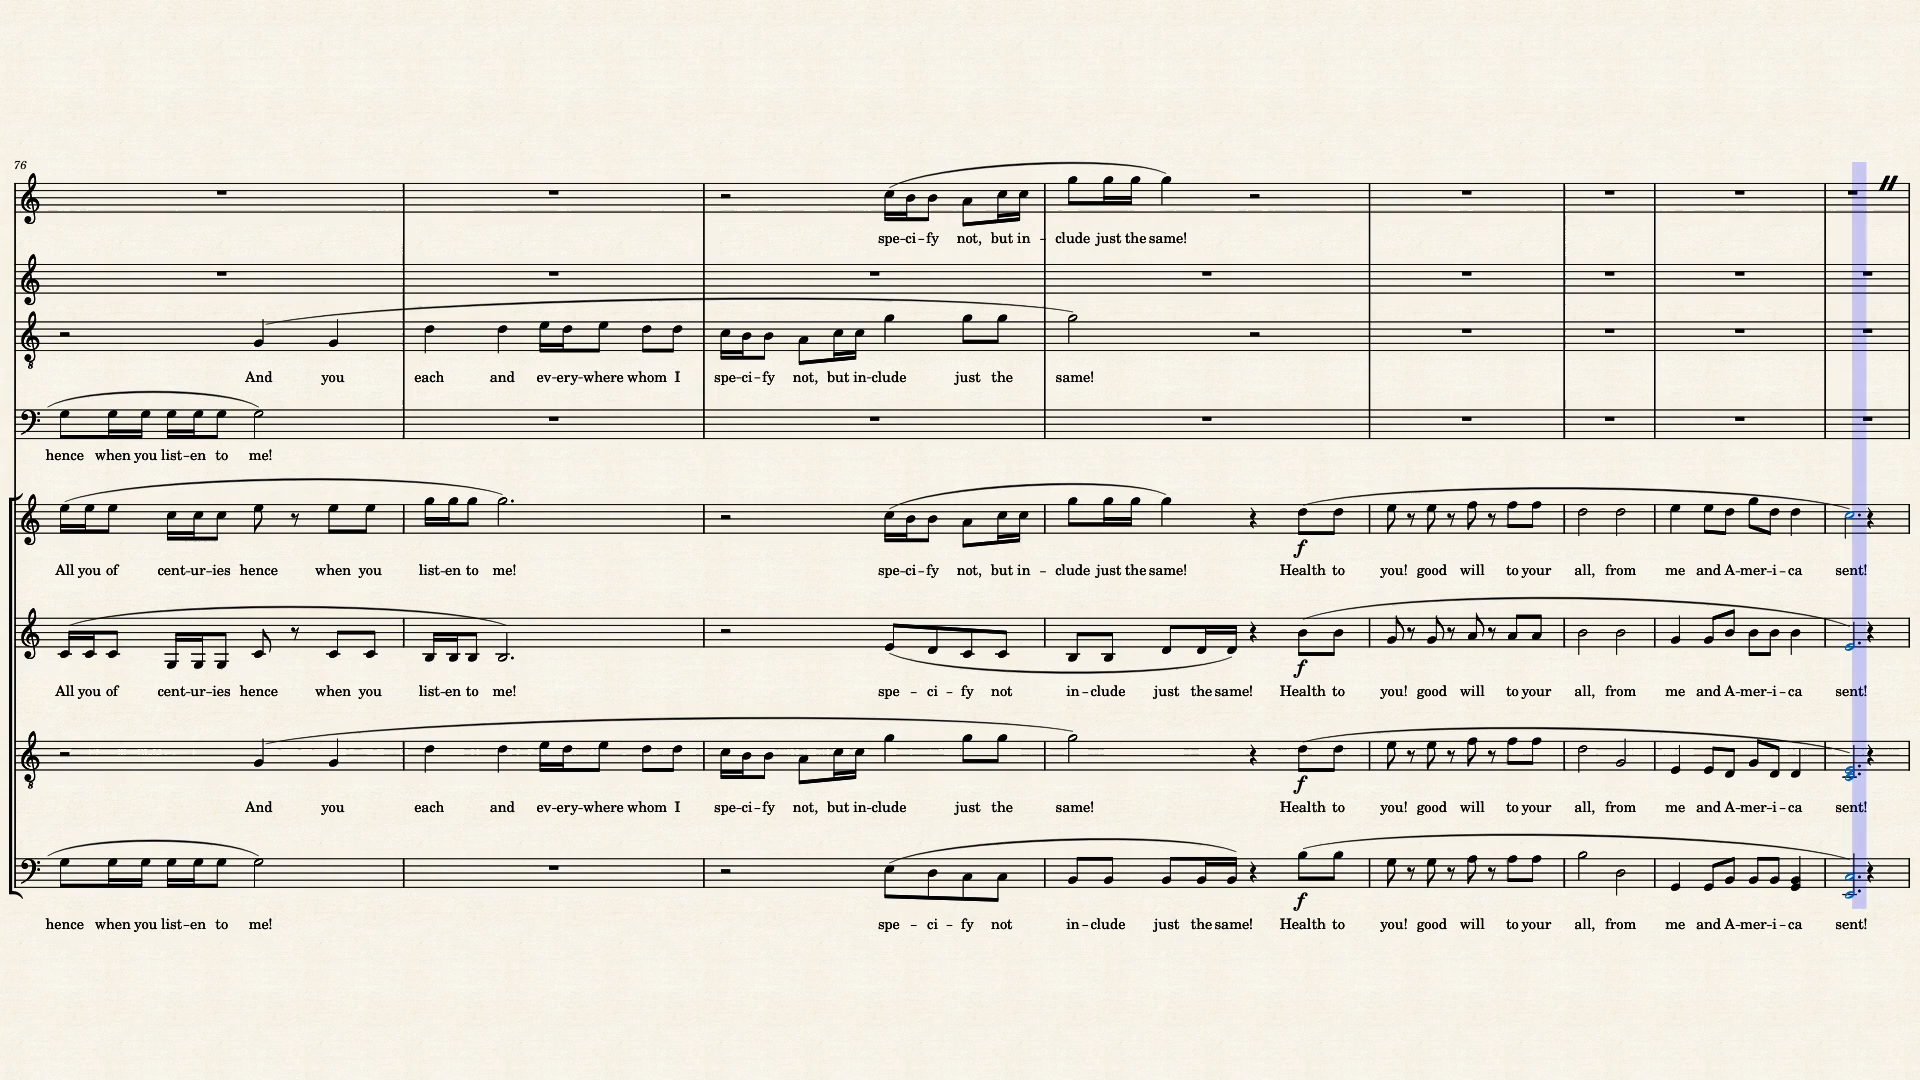 76
spe-ci-fy not, but in - clude just the same!
And you each and ev-ery-where whom I spe-ci-fy not, but in-clude just the same!
hence when you list-en to me!
All you of cent-ur-ies hence when you list-en to me! spe-ci-fy not, but in - clude just the same! Health to you! good will to your all, from me and A-mer-i-ca sent!
f
All you of cent-ur-ies hence when you list-en to me! spe - ci - fy not in-clude just the same! Health to you! good will to your all, from me and A-mer-i-ca sent!
f
And you each and ev-ery-where whom I spe-ci-fy not, but in-clude just the same! Health to you! good will to your all, from me and A-mer-i-ca sent!
f
hence when you list-en to me! spe - ci - fy not in-clude just the same! Health to you! good will to your all, from me and A-mer-i-ca sent!
f